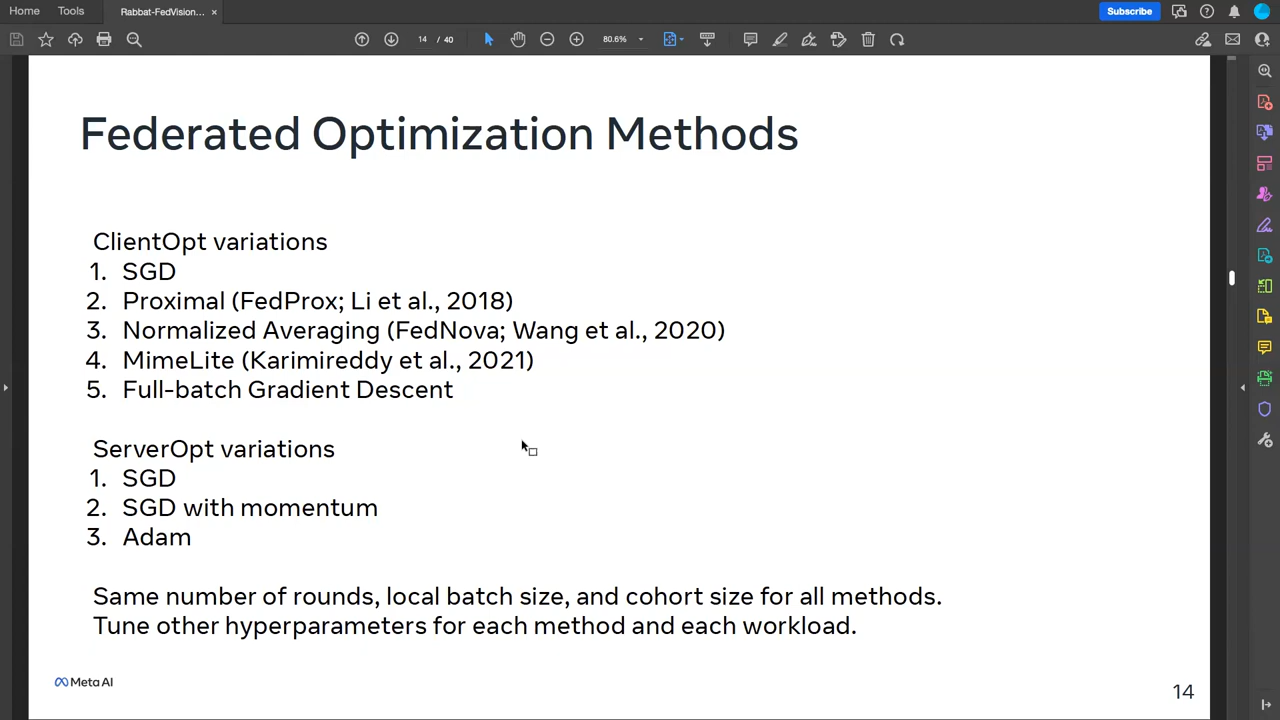 Home
Tools
Rabbat-FedVision...
×
Subscribe
14 / 40
80.6%
Federated Optimization Methods
ClientOpt variations
1. SGD
2. Proximal (FedProx; Li et al., 2018)
3. Normalized Averaging (FedNova; Wang et al., 2020)
4. MimeLite (Karimireddy et al., 2021)
5. Full-batch Gradient Descent
ServerOpt variations
1. SGD
2. SGD with momentum
3. Adam
Same number of rounds, local batch size, and cohort size for all methods.
Tune other hyperparameters for each method and each workload.
Meta AI
14